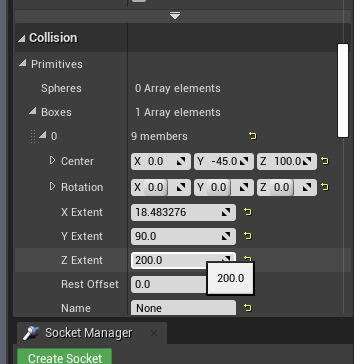 Collision
Primitives
Spheres 0 Array elements
Boxes 1 Array elements
0 9 members
Center X 0.0 Y -45.0 Z 100.0
Rotation X 0.0 Y 0.0 Z 0.0
X Extent 18.483276
Y Extent 90.0
Z Extent 200.0
200.0
Rest Offset 0.0
Name None
Socket Manager
Create Socket